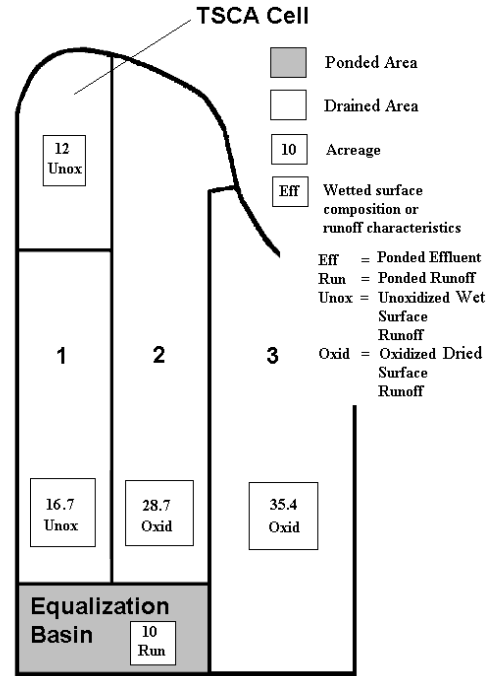 TSCA Cell
Ponded Area
Drained Area
10 Acreage
Eff Wetted surface
composition or
runoff characteristics
Eff = Ponded Effluent
Run = Ponded Runoff
Unox = Unoxidized Wet
Surface
Runoff
Oxid = Oxidized Dried
Surface
Runoff
12
Unox
1
2
3
16.7
Unox
28.7
Oxid
35.4
Oxid
Equalization
Basin
10
Run